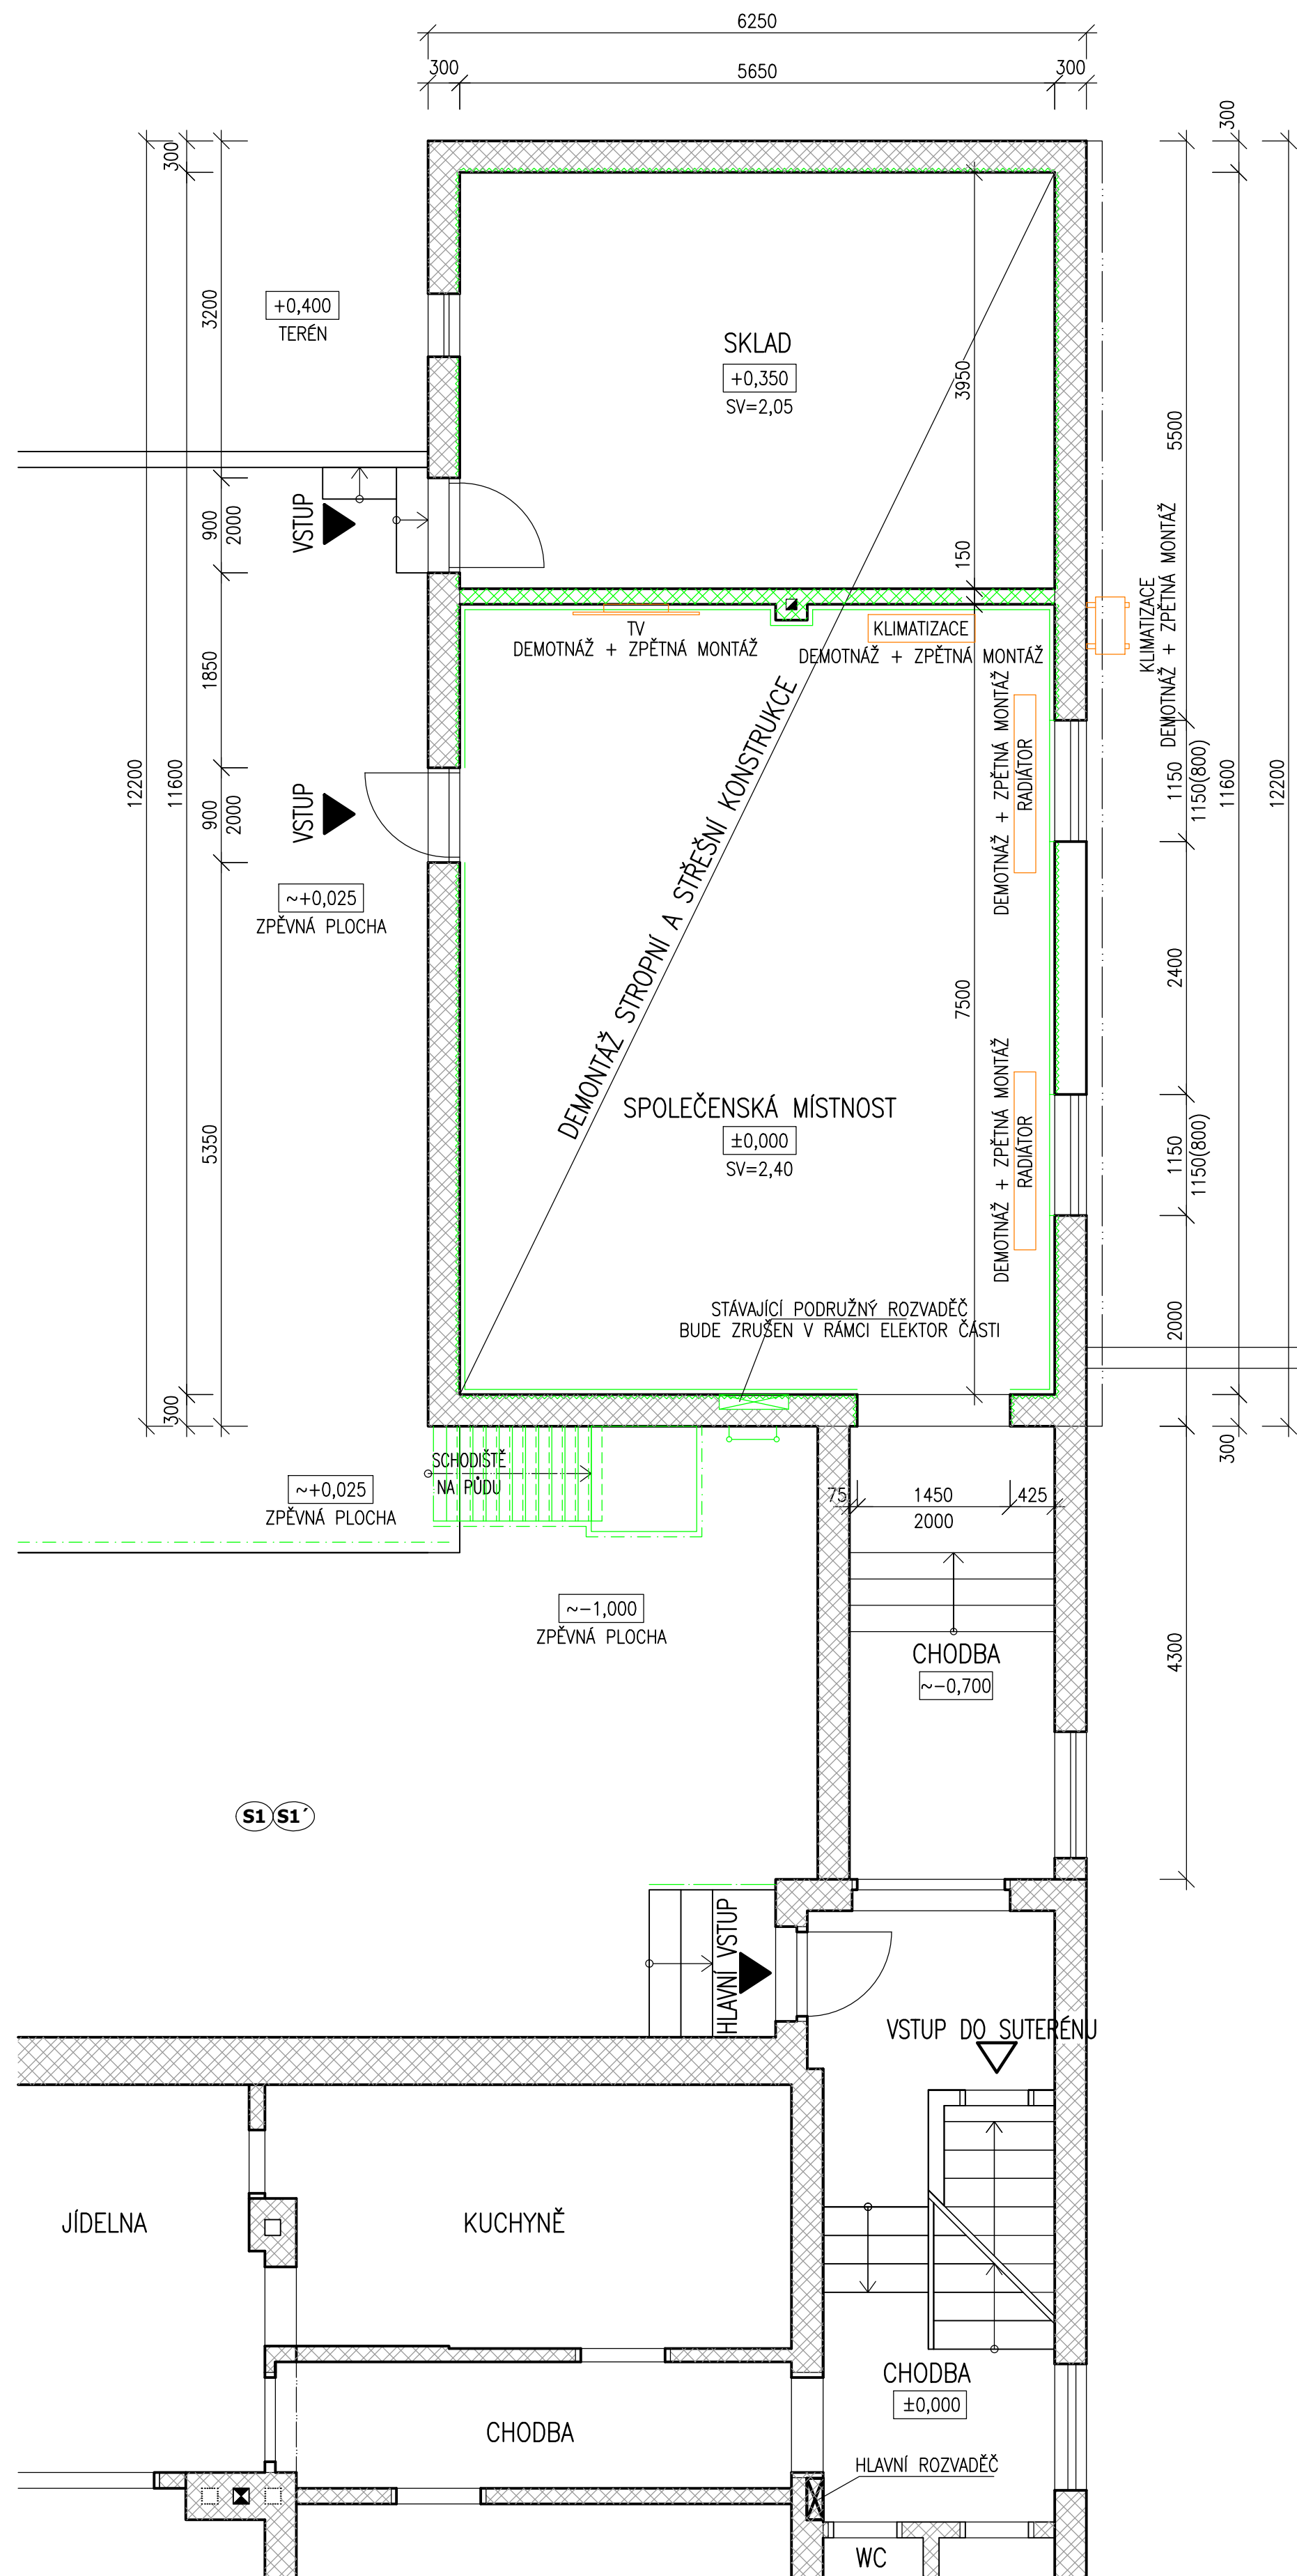 6250
300
5650
300
300
300
3200
+0,400
TERÉN
SKLAD
+0,350
SV=2,05
3950
5500
VSTUP
900
2000
150
KLIMATIZACE
DEMOTNÁŽ + ZPĚTNÁ MONTÁŽ
TV
DEMOTNÁŽ + ZPĚTNÁ MONTÁŽ
KLIMATIZACE
DEMOTNÁŽ + ZPĚTNÁ MONTÁŽ
1850
12200
11600
VSTUP
900
2000
DEMONTÁŽ STROPNÍ A STŘEŠNÍ KONSTRUKCE
DEMOTNÁŽ + ZPĚTNÁ MONTÁŽ
RADIÁTOR
1150
1150(800)
11600
12200
~+0,025
ZPĚVNÁ PLOCHA
7500
2400
SPOLEČENSKÁ MÍSTNOST
±0,000
SV=2,40
5350
DEMOTNÁŽ + ZPĚTNÁ MONTÁŽ
RADIÁTOR
1150
1150(800)
STÁVAJÍCÍ PODRUŽNÝ ROZVADĚČ
BUDE ZRUŠEN V RÁMCI ELEKTOR ČÁSTI
2000
300
300
SCHODIŠTĚ
NA PŮDU
~+0,025
ZPĚVNÁ PLOCHA
75
1450
425
2000
~-1,000
ZPĚVNÁ PLOCHA
CHODBA
~-0,700
4300
S1
S1´
HLAVNÍ VSTUP
VSTUP DO SUTERÉNU
JÍDELNA
KUCHYNĚ
CHODBA
±0,000
CHODBA
HLAVNÍ ROZVADĚČ
WC